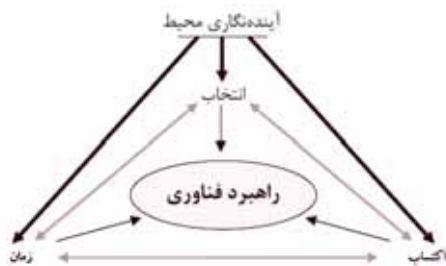 آینده‌نگاری محیط
انتخاب
راهبرد فناوری
اکتساب
زمان